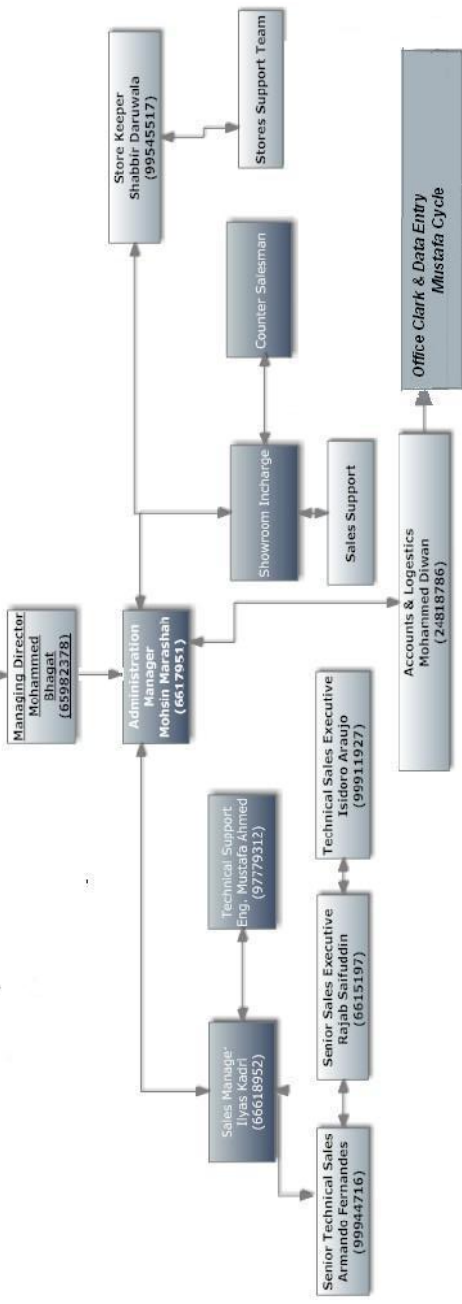 Managing Director
Mohammed
Bhagat
(65982378)
Administration
Manager
Mohsin Marashah
(6617951)
Store Keeper
Shabbir Daruwala
(99545517)
Stores Support Team
Sales Manage
Ilyas Kadri
(66618952)
Technical Support
Eng. Mustafa Ahmed
(97779312)
Showroom Incharge
Counter Salesman
Sales Support
Senior Technical Sales
Armando Fernandes
(99944716)
Senior Sales Executive
Rajab Saifuddin
(6615197)
Technical Sales Executive
Isidoro Araujo
(99911927)
Accounts & Logestics
Mohammed Diwan
(24818786)
Office Clark & Data Entry
Mustafa Cycle